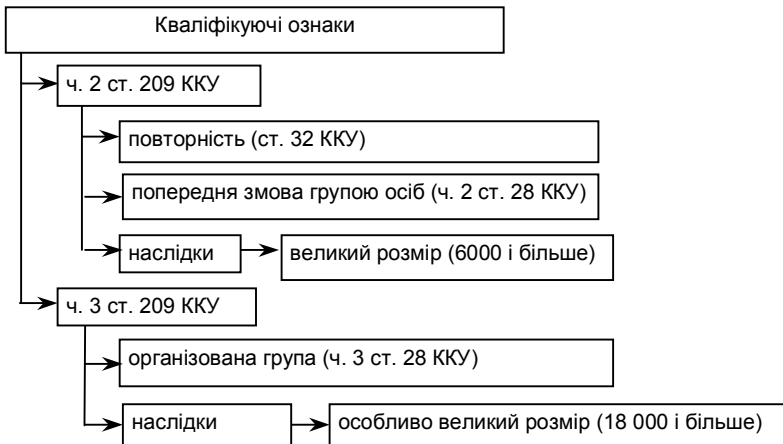 Кваліфікуючі ознаки
ч. 2 ст. 209 ККУ
повторність (ст. 32 ККУ)
попередня змова групою осіб (ч. 2 ст. 28 ККУ)
наслідки
великий розмір (6000 і більше)
ч. 3 ст. 209 ККУ
організована група (ч. 3 ст. 28 ККУ)
наслідки
особливо великий розмір (18 000 і більше)